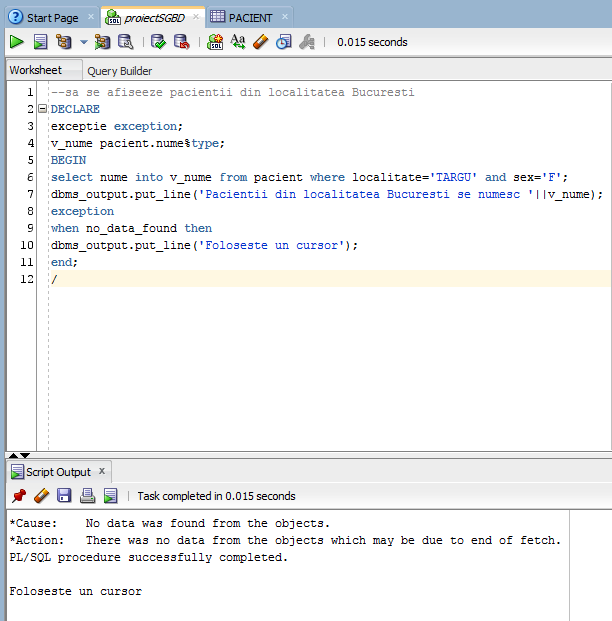 Start Page
proiectSGBD
PACIENT
SQL
SQL
Aa
0.015 seconds
Worksheet
Query Builder
1 --sa se afiseeze pacientii din localitatea Bucuresti
2 DECLARE
3 exceptie exception;
4 v_nume pacient.nume%type;
5 BEGIN
6 select nume into v_nume from pacient where localitate='TARGU' and sex='F';
7 dbms_output.put_line('Pacientii din localitatea Bucuresti se numesc '||v_nume);
8 exception
9 when no_data_found then
10 dbms_output.put_line('Foloseste un cursor');
11 end;
12 /
Script Output
Task completed in 0.015 seconds
*Cause: No data was found from the objects.
*Action: There was no data from the objects which may be due to end of fetch.
PL/SQL procedure successfully completed.
Foloseste un cursor